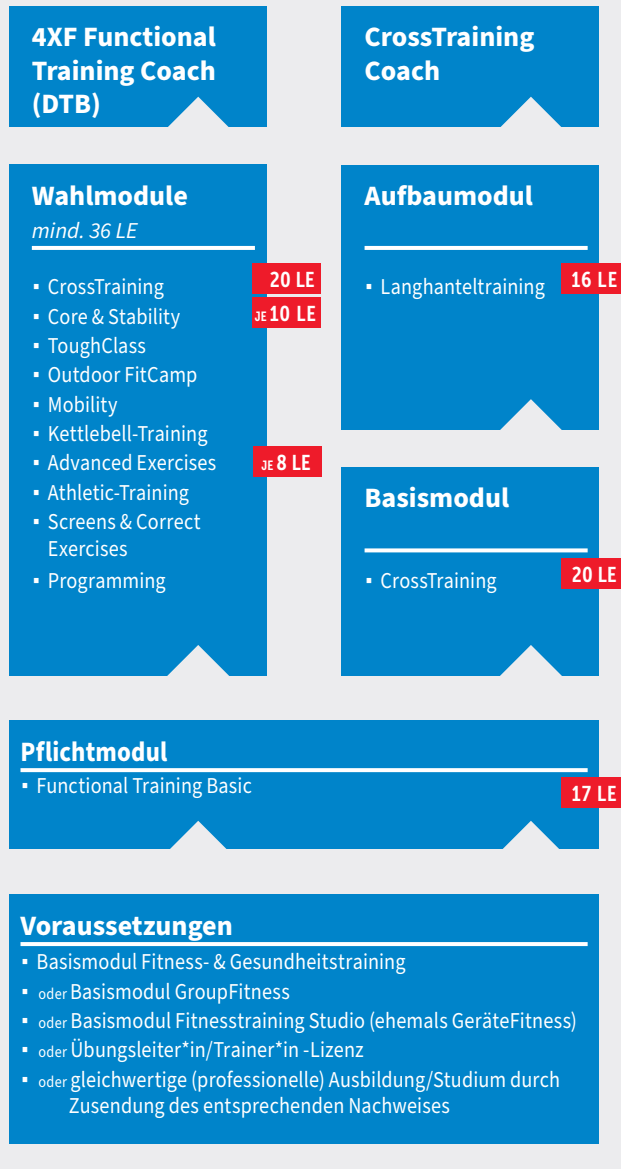 4XF Functional
Training Coach
(DTB)
CrossTraining
Coach
Wahlmodule
mind. 36 LE
▪ CrossTraining 20 LE
▪ Core & Stability JE 10 LE
▪ ToughClass
▪ Outdoor FitCamp
▪ Mobility
▪ Kettlebell-Training
▪ Advanced Exercises JE 8 LE
▪ Athletic-Training
▪ Screens & Correct
Exercises
▪ Programming
Aufbaumodul
▪ Langhanteltraining 16 LE
Basismodul
▪ CrossTraining 20 LE
Pflichtmodul
▪ Functional Training Basic 17 LE
Voraussetzungen
▪ Basismodul Fitness- & Gesundheitstraining
▪ oder Basismodul GroupFitness
▪ oder Basismodul Fitnesstraining Studio (ehemals GeräteFitness)
▪ oder Übungsleiter*in/Trainer*in -Lizenz
▪ oder gleichwertige (professionelle) Ausbildung/Studium durch
Zusendung des entsprechenden Nachweises